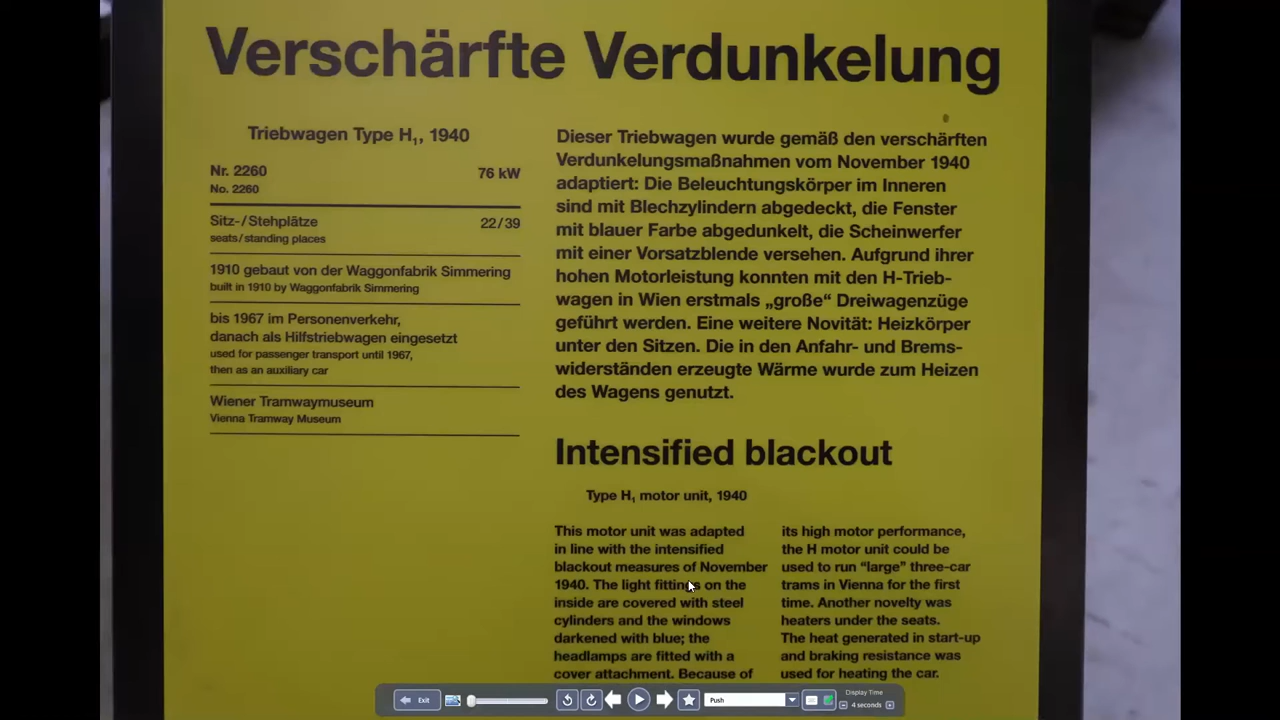 Verschärfte Verdunkelung
Triebwagen Type H1, 1940
Nr. 2260 76 kW
No. 2260
Sitz-/Stehplätze 22/39
seats/standing places
1910 gebaut von der Waggonfabrik Simmering
built in 1910 by Waggonfabrik Simmering
bis 1967 im Personenverkehr,
danach als Hilfstriebwagen eingesetzt
used for passenger transport until 1967,
then as an auxiliary car
Wiener Tramwaymuseum
Vienna Tramway Museum
Dieser Triebwagen wurde gemäß den verschärften
Verdunkelungsmaßnahmen vom November 1940
adaptiert: Die Beleuchtungskörper im Inneren
sind mit Blechzylindern abgedeckt, die Fenster
mit blauer Farbe abgedunkelt, die Scheinwerfer
mit einer Vorsatzblende versehen. Aufgrund ihrer
hohen Motorleistung konnten mit den H-Trieb-
wagen in Wien erstmals „große“ Dreiwagenzüge
geführt werden. Eine weitere Novität: Heizkörper
unter den Sitzen. Die in den Anfahr- und Brems-
widerständen erzeugte Wärme wurde zum Heizen
des Wagens genutzt.
Intensified blackout
Type H1 motor unit, 1940
This motor unit was adapted
in line with the intensified
blackout measures of November
1940. The light fittings on the
inside are covered with steel
cylinders and the windows
darkened with blue; the
headlamps are fitted with a
cover attachment. Because of
its high motor performance,
the H motor unit could be
used to run “large” three-car
trams in Vienna for the first
time. Another novelty was
heaters under the seats.
The heat generated in start-up
and braking resistance was
used for heating the car.
Exit
Push
Display Time
4 seconds